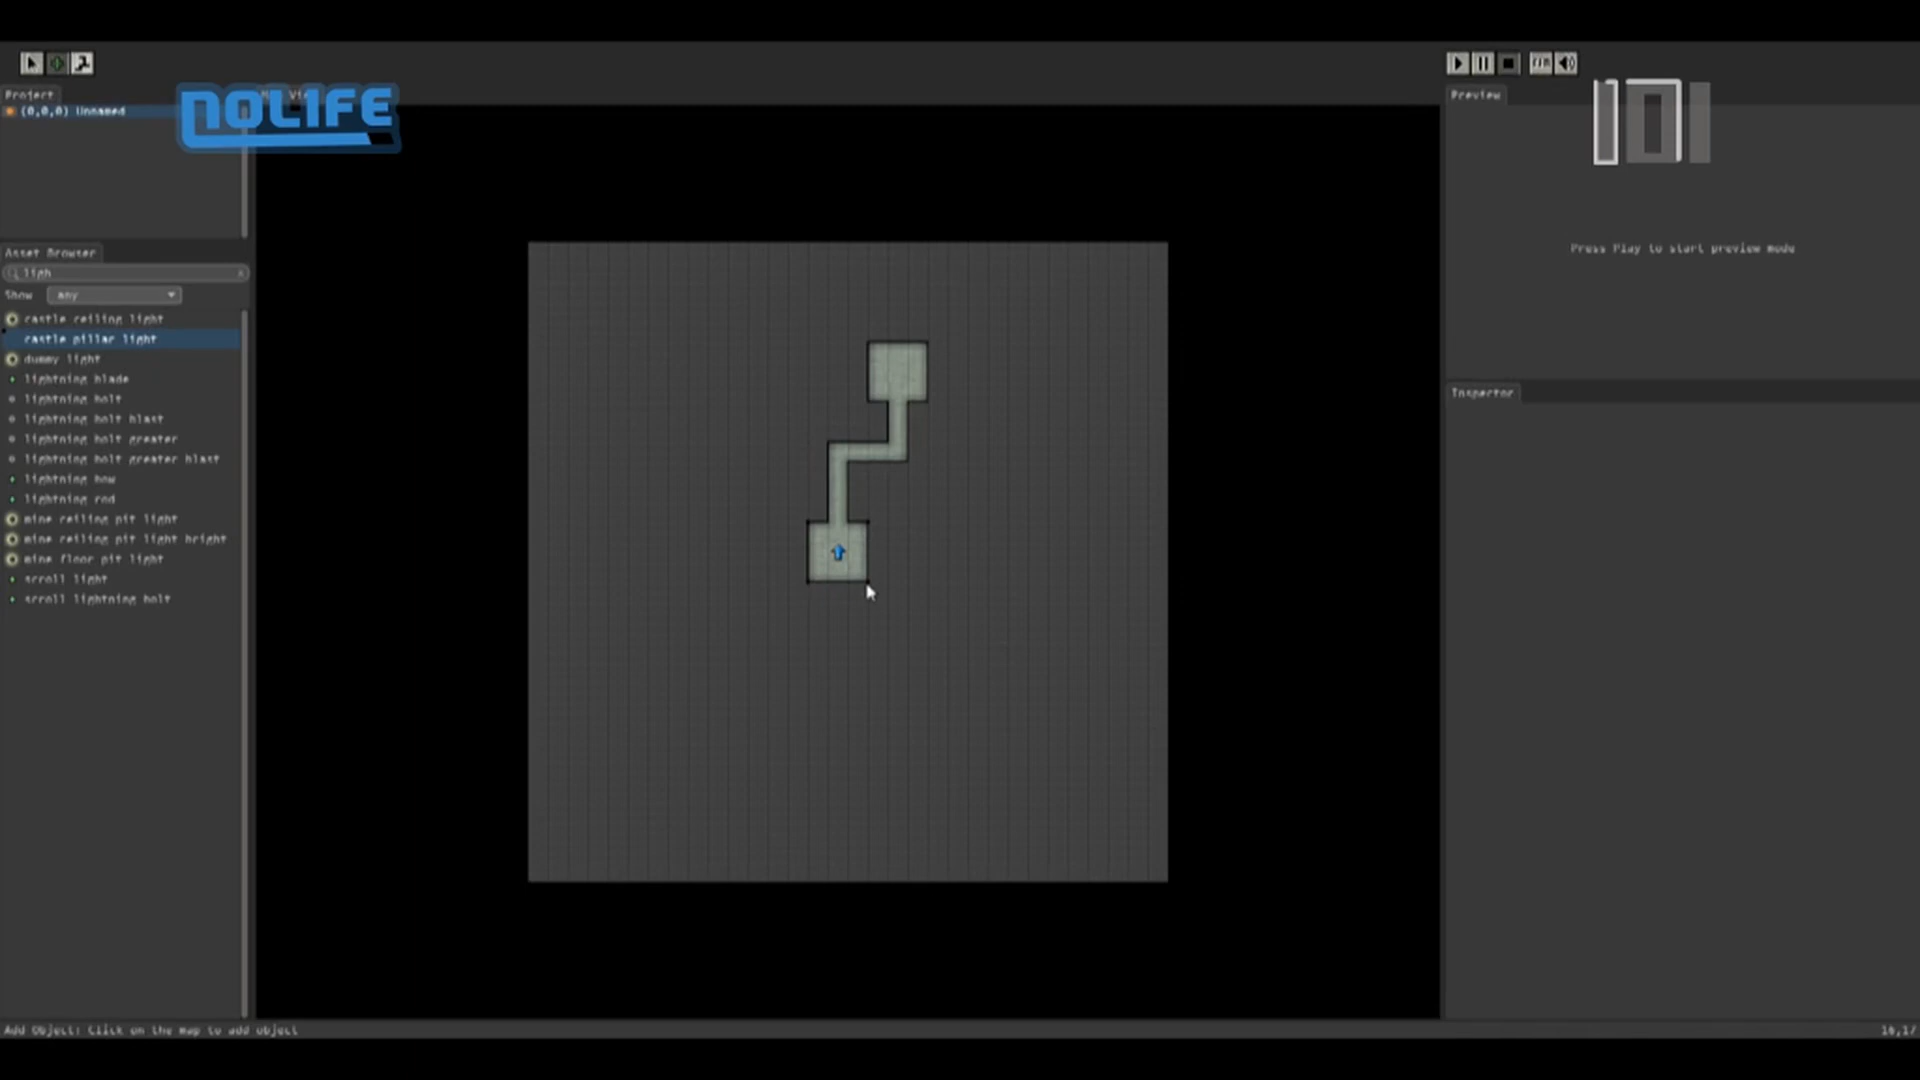 Project
NOLIFE
(0,0,0) Unnamed
Preview
Press Play to start preview mode
Asset Browser
ligh
Show any
castle ceiling light
castle pillar light
dummy light
lightning blade
lightning bolt
lightning bolt blast
lightning bolt greater
lightning bolt greater blast
lightning bow
lightning rod
mine ceiling pit light
mine ceiling pit light bright
mine floor pit light
scroll light
scroll lightning bolt
Inspector
Add Object: Click on the map to add object
16,17